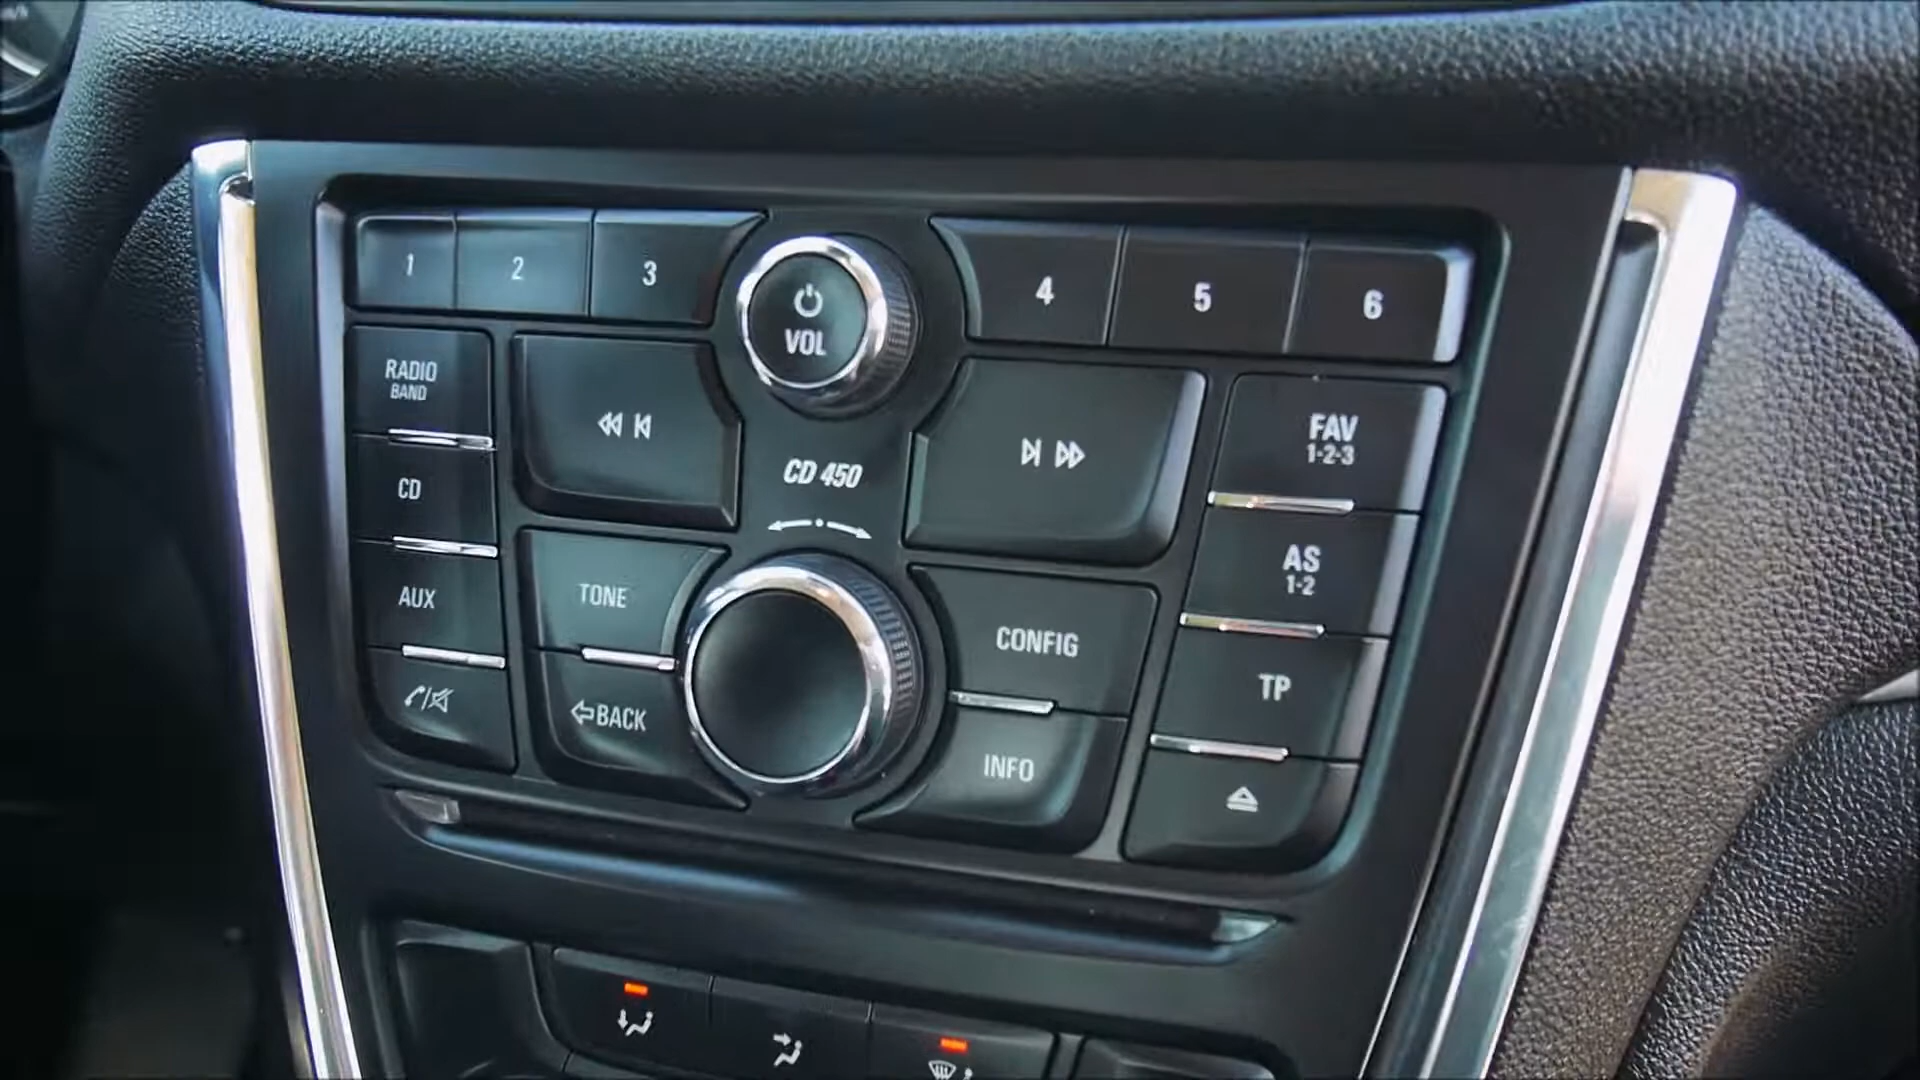 1
2
3
VOL
4
5
6
RADIO
BAND
FAV
1-2-3
CD 450
CD
AS
1-2
AUX
TONE
CONFIG
TP
BACK
INFO